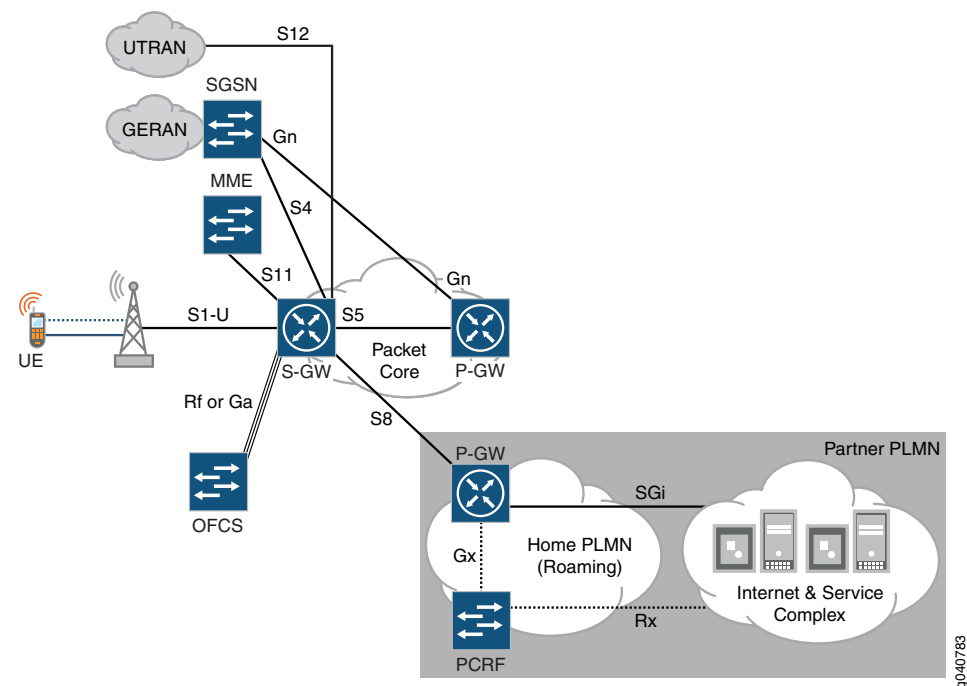 S12
UTRAN
SGSN
GERAN
Gn
MME
S4
S11
Gn
S1-U
S5
UE
Packet
Core
S-GW
P-GW
Rf or Ga
S8
OFCS
Partner PLMN
P-GW
SGi
Home PLMN
(Roaming)
Gx
Internet & Service
Complex
Rx
PCRF
g040783